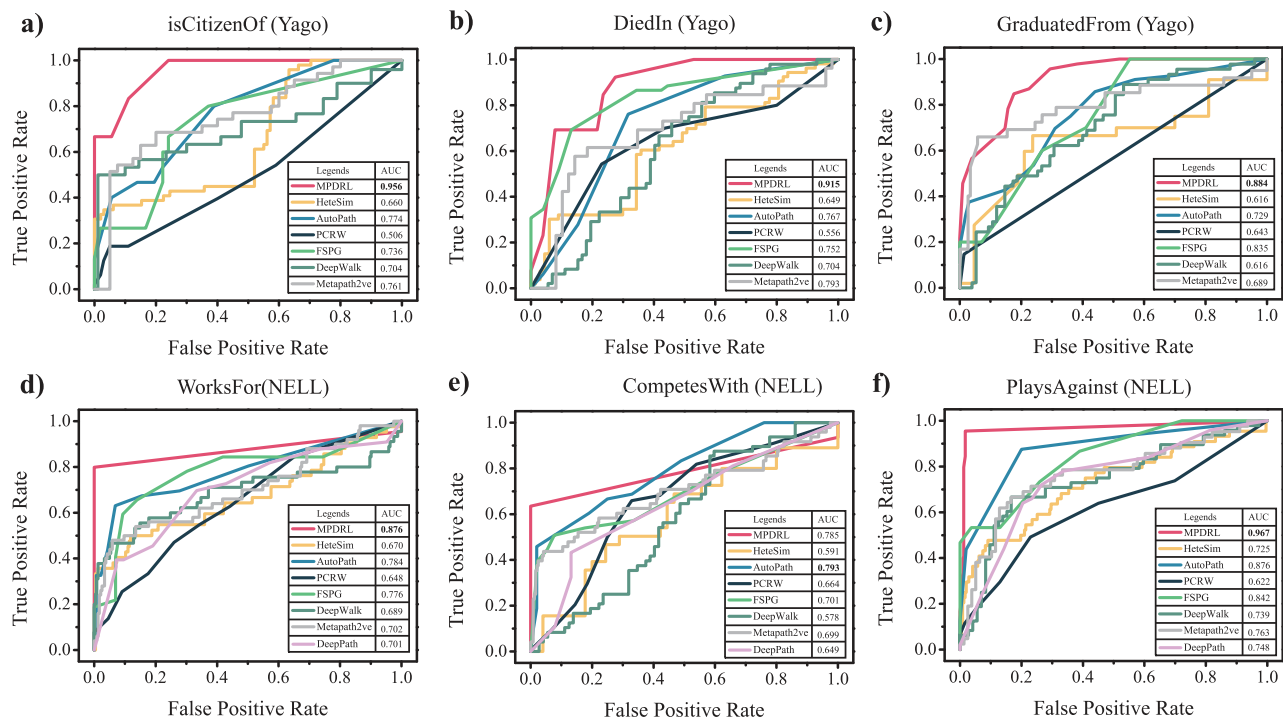 a) isCitizenOf (Yago)
True Positive Rate
1.0
0.8
0.6
0.4
0.2
0.0
0.0 0.2 0.4 0.6 0.8 1.0
False Positive Rate
Legends AUC
MPDRL 0.956
HeteSim 0.660
AutoPath 0.774
PCRW 0.506
FSPG 0.736
DeepWalk 0.704
Metapath2ve 0.761
b) DiedIn (Yago)
True Positive Rate
1.0
0.8
0.6
0.4
0.2
0.0
0.0 0.2 0.4 0.6 0.8 1.0
False Positive Rate
Legends AUC
MPDRL 0.915
HeteSim 0.649
AutoPath 0.767
PCRW 0.556
FSPG 0.752
DeepWalk 0.704
Metapath2ve 0.793
c) GraduatedFrom (Yago)
True Positive Rate
1.0
0.8
0.6
0.4
0.2
0.0
0.0 0.2 0.4 0.6 0.8 1.0
False Positive Rate
Legends AUC
MPDRL 0.884
HeteSim 0.616
AutoPath 0.729
PCRW 0.643
FSPG 0.835
DeepWalk 0.616
Metapath2ve 0.689
d) WorksFor(NELL)
True Positive Rate
1.0
0.8
0.6
0.4
0.2
0.0
0.0 0.2 0.4 0.6 0.8 1.0
False Positive Rate
Legends AUC
MPDRL 0.876
HeteSim 0.670
AutoPath 0.784
PCRW 0.648
FSPG 0.776
DeepWalk 0.689
Metapath2ve 0.702
DeepPath 0.701
e) CompetesWith (NELL)
True Positive Rate
1.0
0.8
0.6
0.4
0.2
0.0
0.0 0.2 0.4 0.6 0.8 1.0
False Positive Rate
Legends AUC
MPDRL 0.785
HeteSim 0.591
AutoPath 0.793
PCRW 0.664
FSPG 0.701
DeepWalk 0.578
Metapath2ve 0.699
DeepPath 0.649
f) PlaysAgainst (NELL)
True Positive Rate
1.0
0.8
0.6
0.4
0.2
0.0
0.0 0.2 0.4 0.6 0.8 1.0
False Positive Rate
Legends AUC
MPDRL 0.967
HeteSim 0.725
AutoPath 0.876
PCRW 0.622
FSPG 0.842
DeepWalk 0.739
Metapath2ve 0.763
DeepPath 0.748